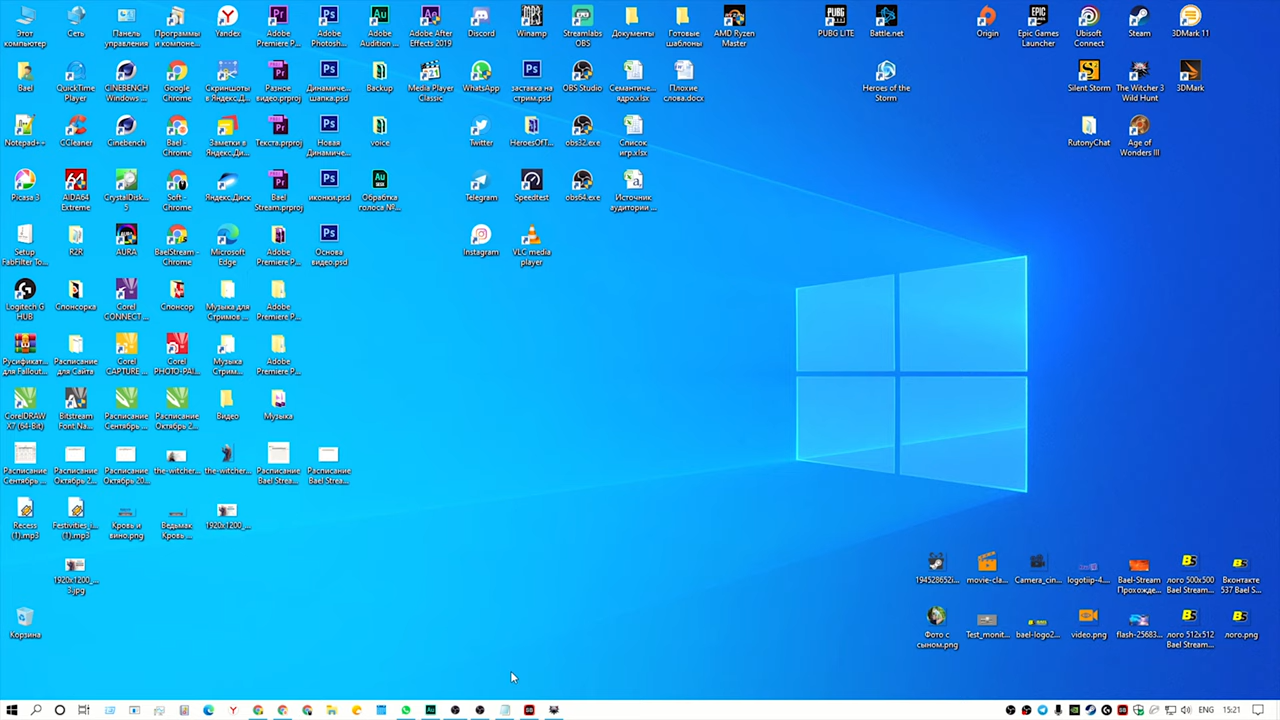 Этот
компьютер
Сеть
Панель
управления
Программы
и компоне...
Yandex
Adobe
Premiere P...
Adobe
Photosh...
Adobe
Audition ...
Adobe After
Effects 2019
Discord
Winamp
Streamlabs
OBS
Документы
Готовые
шаблоны
AMD Ryzen
Master
PUBG LITE
Battle.net
Origin
Epic Games
Launcher
Ubisoft
Connect
Steam
3DMark 11
Bael
QuickTime
Player
CINEBENCH
Windows ...
Google
Chrome
Скриншоты
в Яндекс.Ди...
Разное
видео.prproj
Динамиче...
шапка.psd
Backup
Media Player
Classic
WhatsApp
заставка на
стрим.psd
OBS Studio
Семантиче...
ядро.xlsx
Плохие
слова.docx
Heroes of the
Storm
Silent Storm
The Witcher 3
Wild Hunt
3DMark
Notepad++
CCleaner
Cinebench
Bael -
Chrome
Заметки в
Яндекс.Ди...
Текста.prproj
Новая
Динамиче...
voice
Twitter
HeroesOfT...
obs32.exe
Список
игр.xlsx
RutonyChat
Age of
Wonders III
Picasa 3
AIDA64
Extreme
CrystalDisk...
5
Soft -
Chrome
Яндекс.Диск
Bael
Stream.prproj
иконки.psd
Обрабтка
голоса №...
Telegram
Speedtest
obs64.exe
Источник
аудитории ...
Setup
FabFilter To...
R2R
AURA
BaelStream -
Chrome
Microsoft
Edge
Adobe
Premiere P...
Основа
видео.psd
Instagram
VLC media
player
Logitech G
HUB
Спонсорка
Corel
CONNECT ...
Спонсор
Музыка для
Стримов ...
Adobe
Premiere P...
Русификат...
для Fallout...
Расписание
для Сайта
Corel
CAPTURE ...
Corel
PHOTO-PAI...
Музыка
Стрим ...
Adobe
Premiere P...
CorelDRAW
X7 (64-Bit)
Bitstream
Font Na...
Расписание
Сентябрь ...
Расписание
Октябрь 2...
Видео
Музыка
Расписание
Сентябрь ...
Расписание
Октябрь 2...
Расписание
Октябрь 20...
the-witcher...
the-witcher...
Расписание
Bael Strea...
Расписание
Bael Strea...
Recess
(1).mp3
Festivities_i...
(1).mp3
Кровь и
вино.png
Ведьмак
Кровь ...
1920x1200_...
1920x1200_...
3.jpg
194528652i...
movie-cla...
Camera_cin...
logotiip-4...
Bael-Stream
Прохожде...
лого 500x500
Bael Stream...
Вконтакте
537 Bael S...
Корзина
Фото с
сыном.png
Test_monit...
bael-logo2...
video.png
flash-25683...
лого 512x512
Bael Stream...
лого.png
ENG
15:21